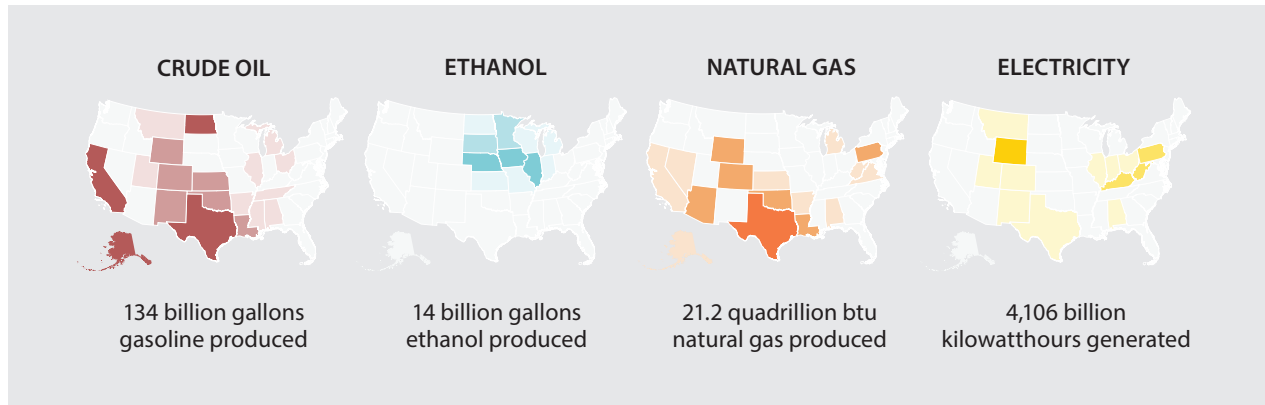 CRUDE OIL
134 billion gallons
gasoline produced
ETHANOL
14 billion gallons
ethanol produced
NATURAL GAS
21.2 quadrillion btu
natural gas produced
ELECTRICITY
4,106 billion
kilowatthours generated